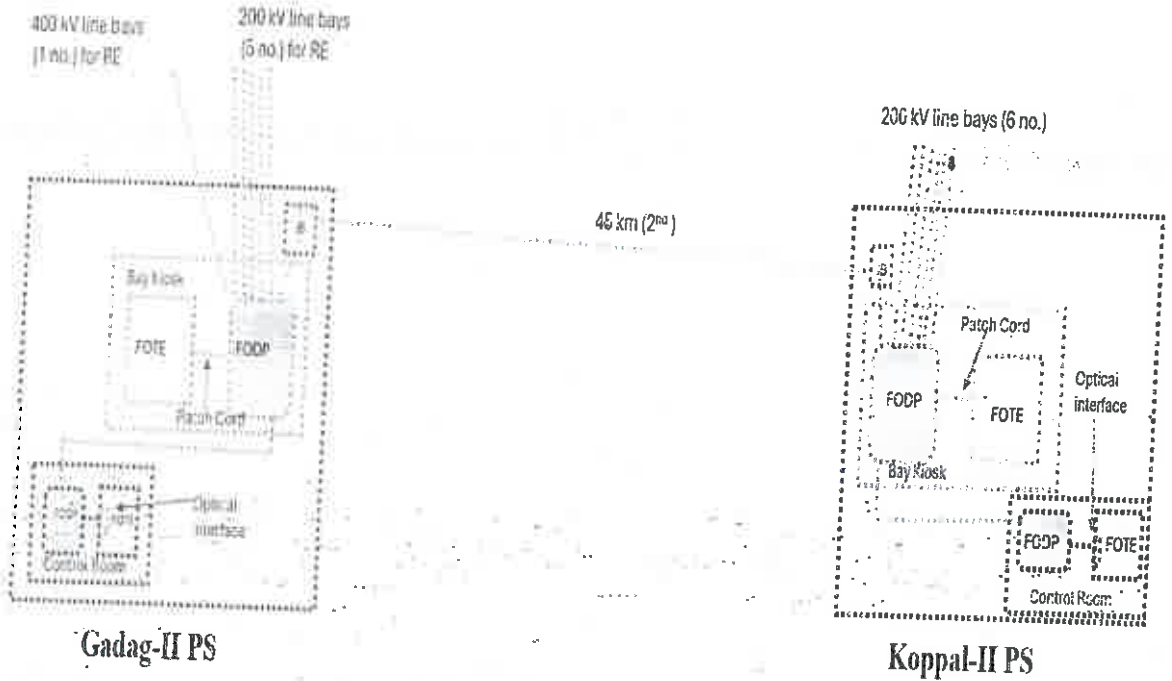 400 kV line bays
(1 no.) for RE
200 kV line bays
(5 no.) for RE
200 kV line bays (6 no.)
45 km (2nd)
Bay Kiosk
FOTE
FODP
Patch Cord
Optical
interface
Control Room
Gadag-II PS
Patch Cord
FODP
FOTE
Optical
interface
Bay Kiosk
FODP
FOTE
Control Room
Koppal-II PS